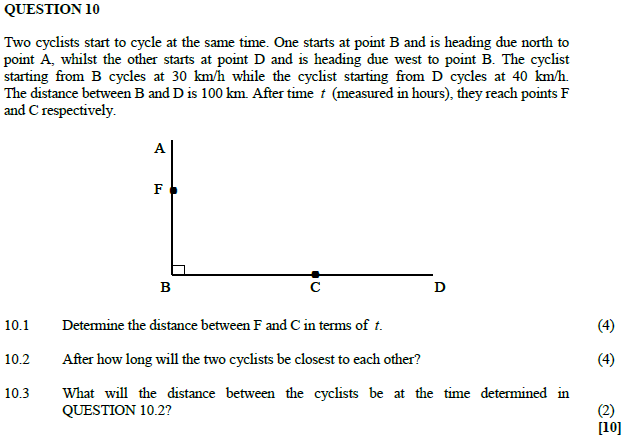 QUESTION 10
Two cyclists start to cycle at the same time. One starts at point B and is heading due north to
point A, whilst the other starts at point D and is heading due west to point B. The cyclist
starting from B cycles at 30 km/h while the cyclist starting from D cycles at 40 km/h.
The distance between B and D is 100 km. After time t (measured in hours), they reach points F
and C respectively.
A
F
B C D
10.1 Determine the distance between F and C in terms of t. (4)
10.2 After how long will the two cyclists be closest to each other? (4)
10.3 What will the distance between the cyclists be at the time determined in
QUESTION 10.2? (2)
[10]